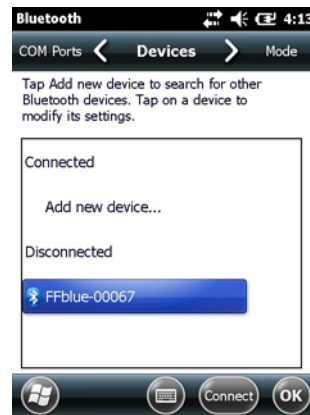 Bluetooth 4:13
COM Ports Devices Mode
Tap Add new device to search for other
Bluetooth devices. Tap on a device to
modify its settings.
Connected
Add new device...
Disconnected
FFblue-00067
Connect OK